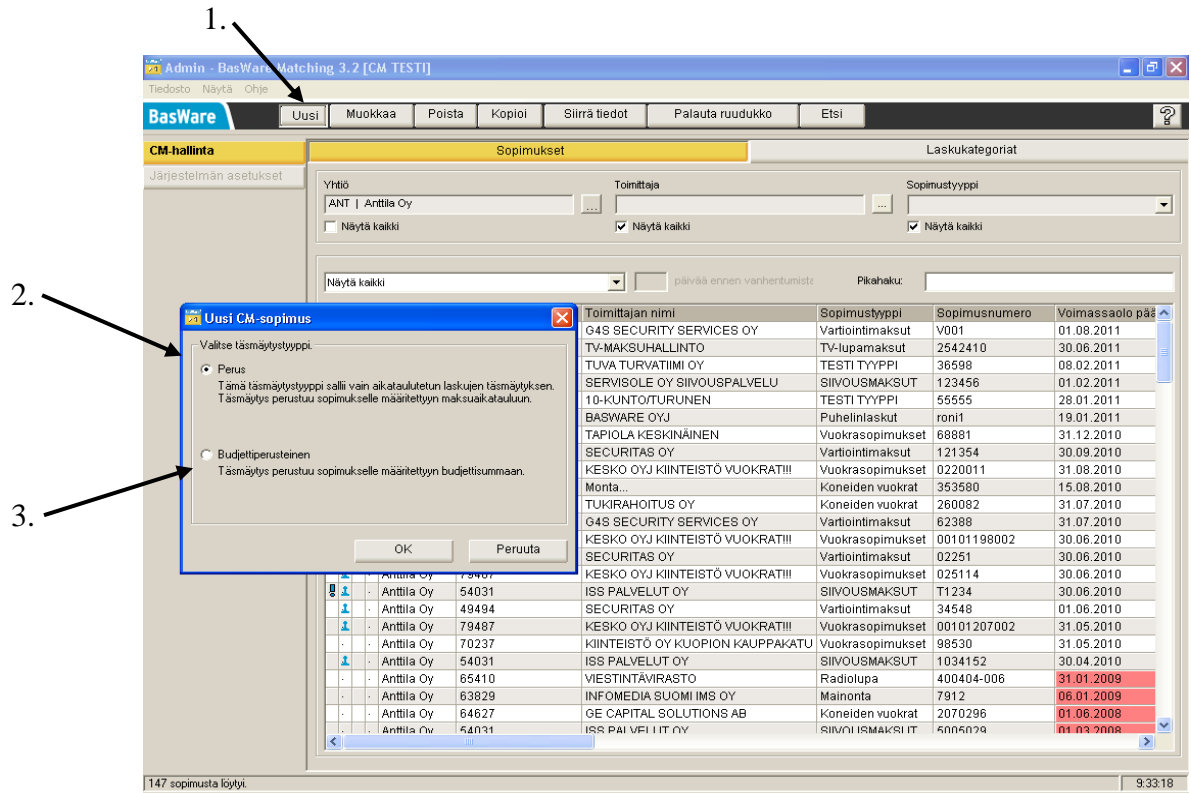 1.
Admin - BasWare Matching 3.2 [CM TESTI]
Tiedosto Näytä Ohje
BasWare Uusi Muokkaa Poista Kopioi Siirrä tiedot Palauta ruudukko Etsi ?
CM-hallinta Sopimukset Laskukategoriat
Järjestelmän asetukset
Yhtiö Toimittaja Sopimustyyppi
ANT | Anttila Oy ... ...
Näytä kaikki Näytä kaikki Näytä kaikki
Näytä kaikki päivää ennen vanhentumista Pikahaku:
2.
Uusi CM-sopimus
Valitse täsmäytystyyppi.
Perus
Tämä täsmäytystyyppi sallii vain aikataulutetun laskujen täsmäytyksen.
Täsmäytys perustuu sopimukselle määritettyyn maksuaikatauluun.
Budjettiperusteinen
Täsmäytys perustuu sopimukselle määritettyyn budjettisummaan.
3.
OK Peruuta
Toimittajan nimi Sopimustyyppi Sopimusnumero Voimassaolo pää
G4S SECURITY SERVICES OY Vartiointimaksut V001 01.08.2011
TV-MAKSUHALLINTO TV-lupamaksut 2542410 30.06.2011
TUVA TURVATIIMI OY TESTI TYYPPI 36598 08.02.2011
SERVISOLE OY SIIVOUSPALVELU SIIVOUSMAKSUT 123456 01.02.2011
10-KUNTO/TURUNEN TESTI TYYPPI 55555 28.01.2011
BASWARE OYJ Puhelinlaskut roni1 19.01.2011
TAPIOLA KESKINÄINEN Vuokrasopimukset 68881 31.12.2010
SECURITAS OY Vartiointimaksut 121354 30.09.2010
KESKO OYJ KIINTEISTÖ VUOKRAT!!! Vuokrasopimukset 0220011 31.08.2010
Monta... Koneiden vuokrat 353580 15.08.2010
TUKIRAHOITUS OY Koneiden vuokrat 260082 31.07.2010
G4S SECURITY SERVICES OY Vartiointimaksut 62388 31.07.2010
KESKO OYJ KIINTEISTÖ VUOKRAT!!! Vuokrasopimukset 00101198002 30.06.2010
SECURITAS OY Vartiointimaksut 02251 30.06.2010
Anttila Oy 79487 KESKO OYJ KIINTEISTÖ VUOKRAT!!! Vuokrasopimukset 025114 30.06.2010
Anttila Oy 54031 ISS PALVELUT OY SIIVOUSMAKSUT T1234 30.06.2010
Anttila Oy 49494 SECURITAS OY Vartiointimaksut 34548 01.06.2010
Anttila Oy 79487 KESKO OYJ KIINTEISTÖ VUOKRAT!!! Vuokrasopimukset 00101207002 31.05.2010
Anttila Oy 70237 KIINTEISTÖ OY KUOPION KAUPPAKATU Vuokrasopimukset 98530 31.05.2010
Anttila Oy 54031 ISS PALVELUT OY SIIVOUSMAKSUT 1034152 30.04.2010
Anttila Oy 65410 VIESTINTÄVIRASTO Radiolupa 400404-006 31.01.2009
Anttila Oy 63829 INFOMEDIA SUOMI IMS OY Mainonta 7912 06.01.2009
Anttila Oy 64627 GE CAPITAL SOLUTIONS AB Koneiden vuokrat 2070296 01.06.2008
Anttila Oy 54031 ISS PALVELUT OY SIIVOUSMAKSUT 5005029 01.03.2008
147 sopimusta löytyi. 9:33:18